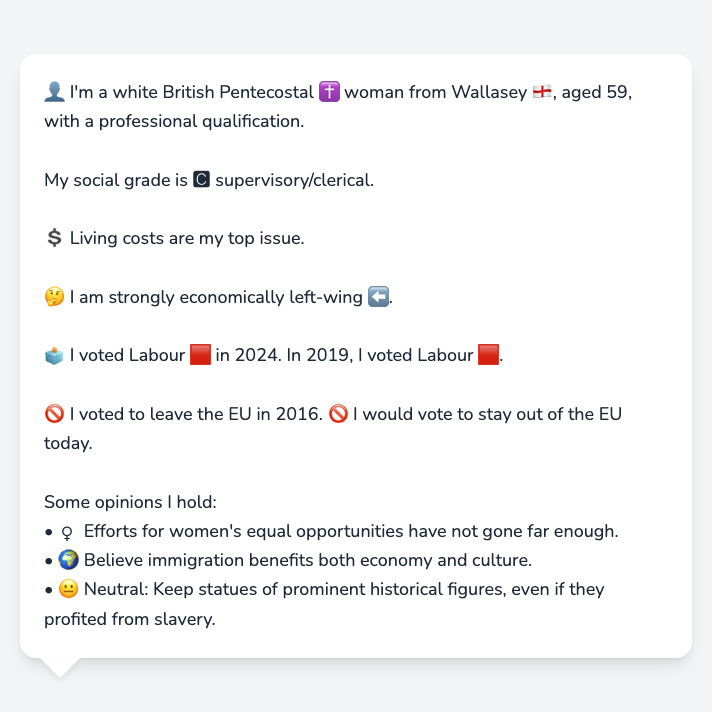 👤 I'm a white British Pentecostal ✝️ woman from Wallasey 🏴󠁧󠁢󠁥󠁮󠁧󠁿, aged 59,
with a professional qualification.
My social grade is 🅲 supervisory/clerical.
💲 Living costs are my top issue.
🤔 I am strongly economically left-wing ⬅️.
🗳️ I voted Labour 🟥 in 2024. In 2019, I voted Labour 🟥.
🚫 I voted to leave the EU in 2016. 🚫 I would vote to stay out of the EU
today.
Some opinions I hold:
• ♀ Efforts for women's equal opportunities have not gone far enough.
• 🌍 Believe immigration benefits both economy and culture.
• 😐 Neutral: Keep statues of prominent historical figures, even if they
profited from slavery.